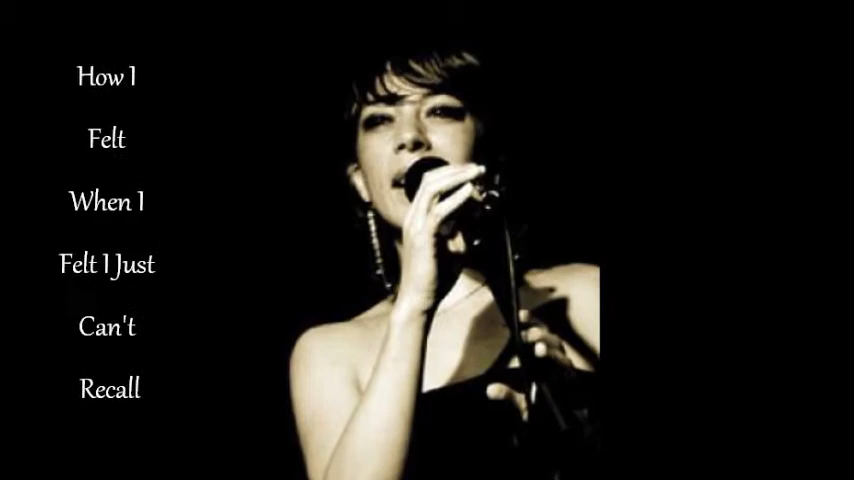 How I
Felt
When I
Felt I Just
Can't
Recall